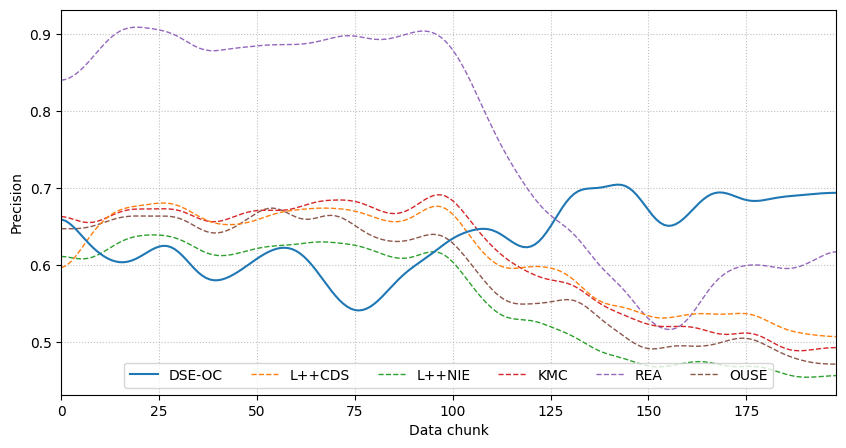 0.9
0.8
0.7
0.6
0.5
Precision
DSE-OC L++CDS L++NIE KMC REA OUSE
0 25 50 75 100 125 150 175
Data chunk